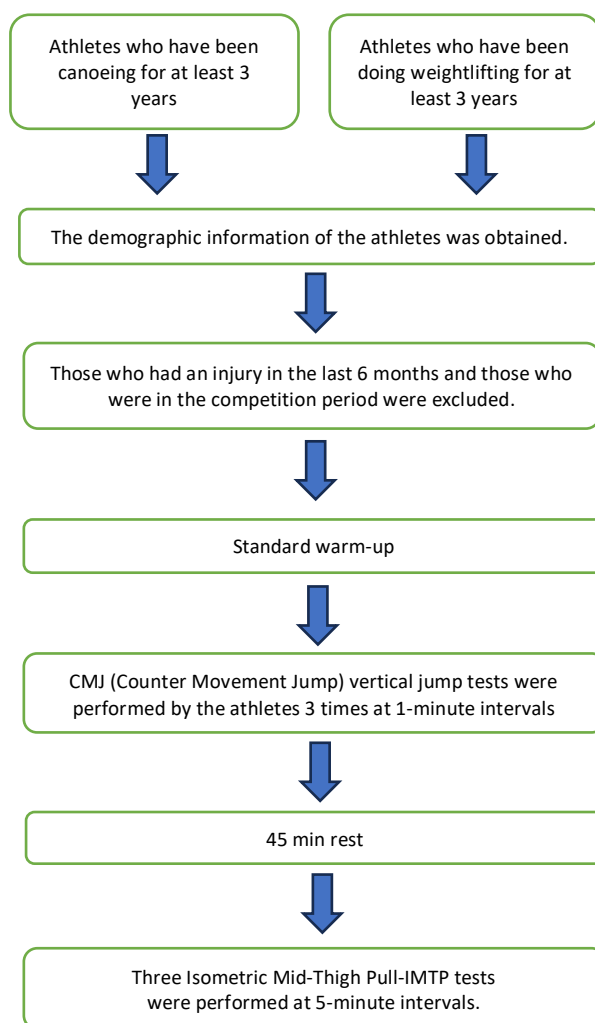 Athletes who have been
canoeing for at least 3
years
Athletes who have been
doing weightlifting for at
least 3 years
The demographic information of the athletes was obtained.
Those who had an injury in the last 6 months and those who
were in the competition period were excluded.
Standard warm-up
CMJ (Counter Movement Jump) vertical jump tests were
performed by the athletes 3 times at 1-minute intervals
45 min rest
Three Isometric Mid-Thigh Pull-IMTP tests
were performed at 5-minute intervals.